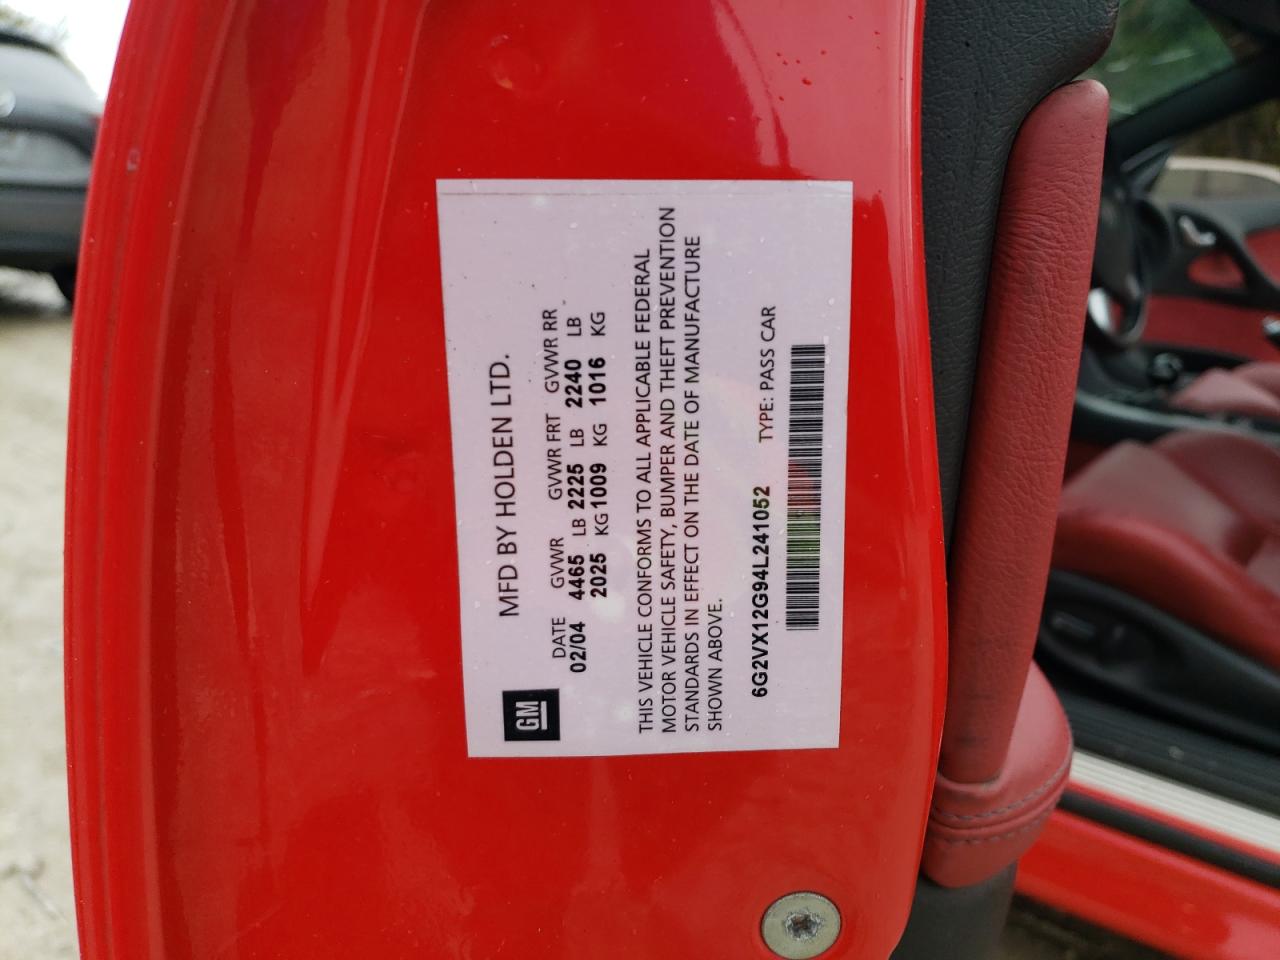 MFD BY HOLDEN LTD.
DATE GVWR GVWR FRT GVWR RR
02/04 4465 LB 2225 LB 2240 LB
2025 KG 1009 KG 1016 KG
GM
THIS VEHICLE CONFORMS TO ALL APPLICABLE FEDERAL
MOTOR VEHICLE SAFETY, BUMPER AND THEFT PREVENTION
STANDARDS IN EFFECT ON THE DATE OF MANUFACTURE
SHOWN ABOVE.
6G2VX12G94L241052 TYPE: PASS CAR